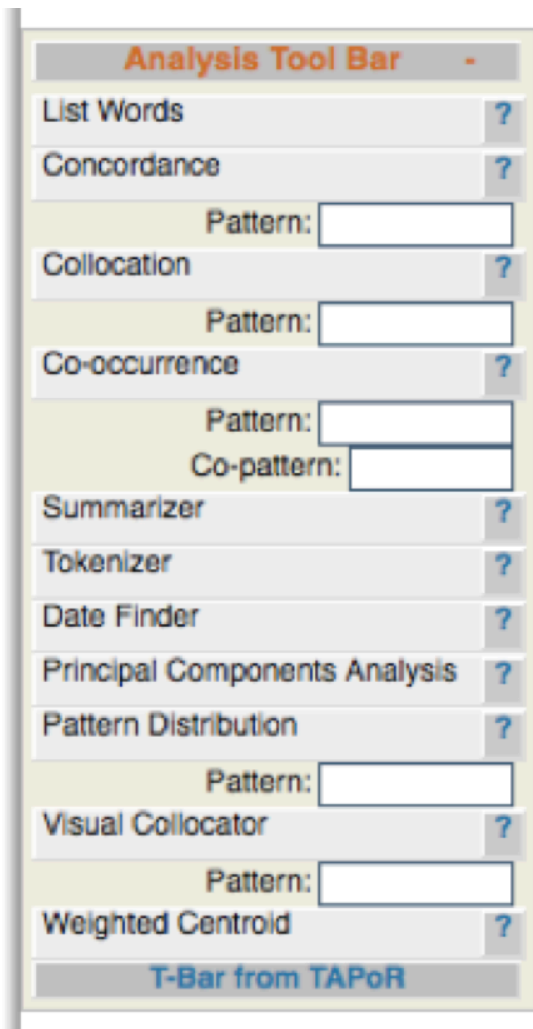 Analysis Tool Bar -
List Words ?
Concordance ?
Pattern:
Collocation ?
Pattern:
Co-occurrence ?
Pattern:
Co-pattern:
Summarizer ?
Tokenizer ?
Date Finder ?
Principal Components Analysis ?
Pattern Distribution ?
Pattern:
Visual Collocator ?
Pattern:
Weighted Centroid ?
T-Bar from TAPoR